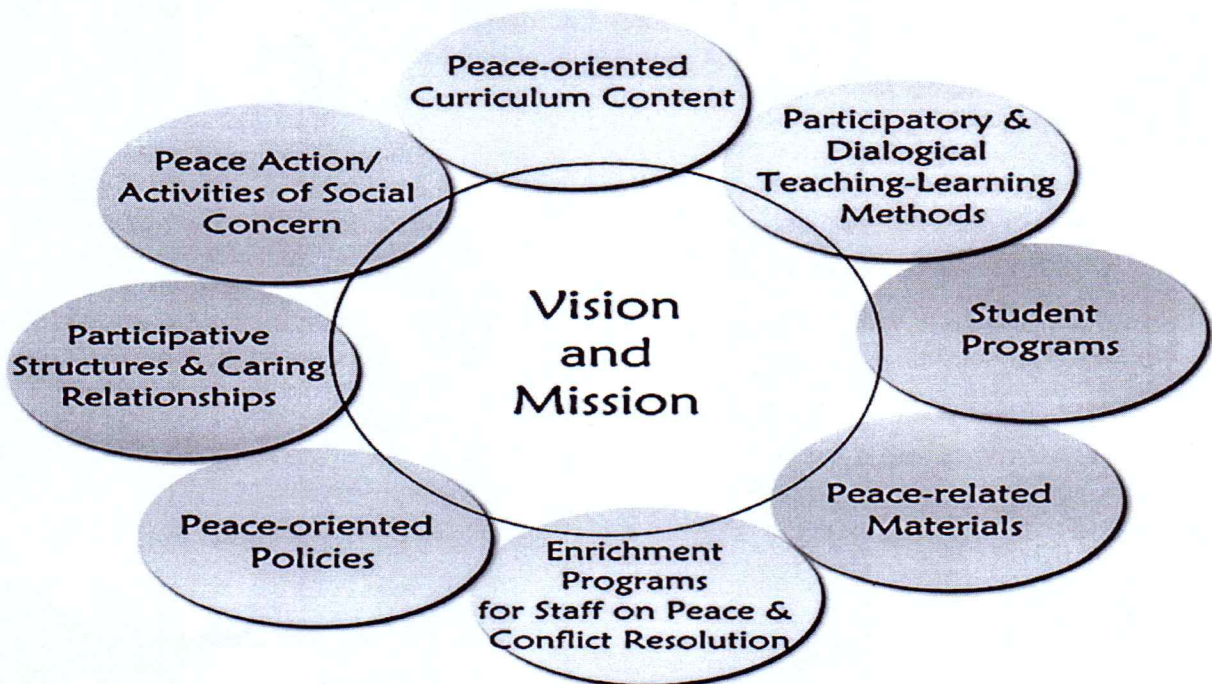 Peace-oriented
Curriculum Content
Participatory &
Dialogical
Teaching-Learning
Methods
Student
Programs
Peace-related
Materials
Enrichment
Programs
for Staff on Peace &
Conflict Resolution
Peace-oriented
Policies
Participative
Structures & Caring
Relationships
Peace Action/
Activities of Social
Concern
Vision
and
Mission